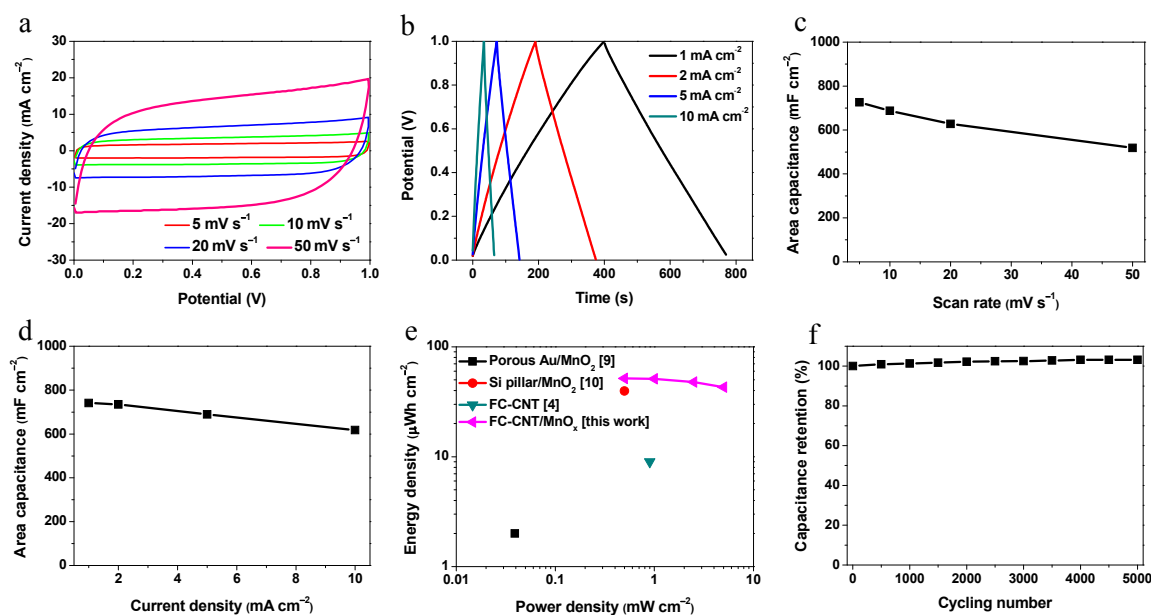 a
Current density (mA cm⁻²)
30
20
10
0
-10
-20
-30
5 mV s⁻¹ 10 mV s⁻¹
20 mV s⁻¹ 50 mV s⁻¹
0.0 0.2 0.4 0.6 0.8 1.0
Potential (V)
b
Potential (V)
1.0
0.8
0.6
0.4
0.2
0.0
1 mA cm⁻²
2 mA cm⁻²
5 mA cm⁻²
10 mA cm⁻²
0 200 400 600 800
Time (s)
c
Area capacitance (mF cm⁻²)
1000
800
600
400
200
0
10 20 30 40 50
Scan rate (mV s⁻¹)
d
Area capacitance (mF cm⁻²)
1000
800
600
400
200
0
2 4 6 8 10
Current density (mA cm⁻²)
e
Energy density (μWh cm⁻²)
100
10
1
Porous Au/MnO₂ [9]
Si pillar/MnO₂ [10]
FC-CNT [4]
FC-CNT/MnOₓ [this work]
0.01 0.1 1 10
Power density (mW cm⁻²)
f
Capacitance retention (%)
100
80
60
40
20
0
0 1000 2000 3000 4000 5000
Cycling number